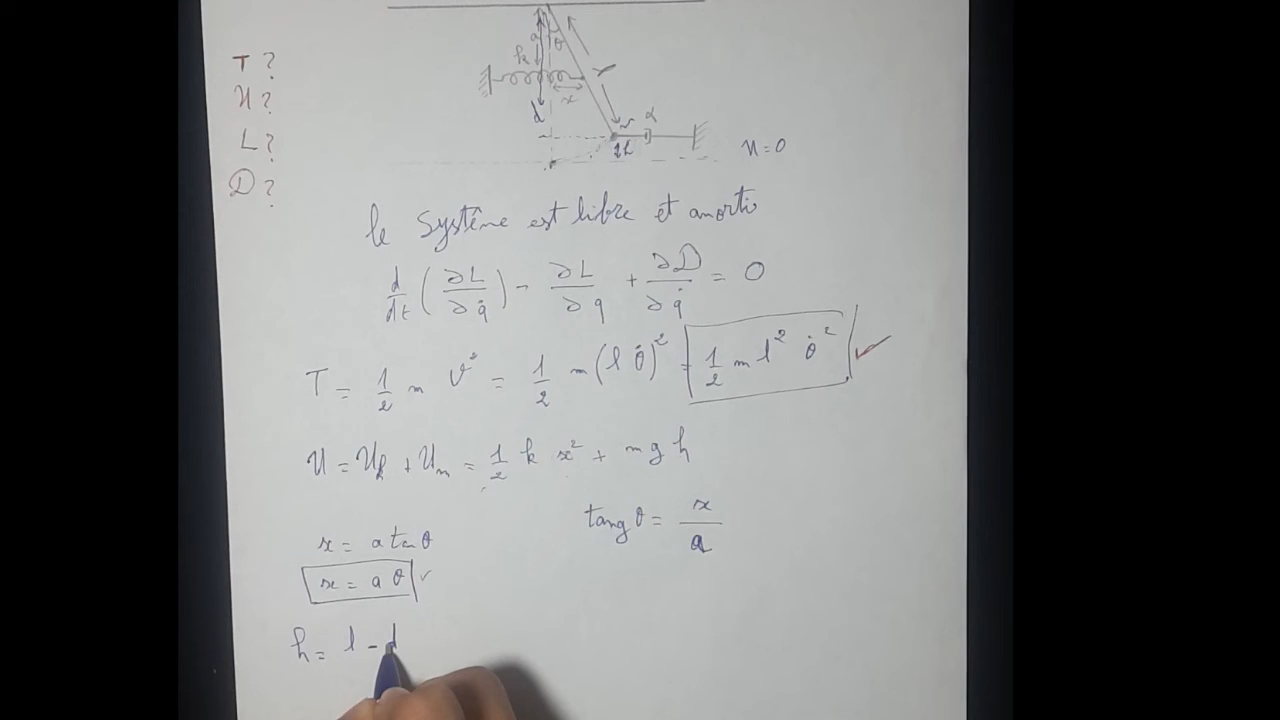 T ?
U ?
L ?
D ?
a
θ
k
l
x
d
α
h
U = 0
le Système est libre et amorti
d/dt ( ∂L/∂q̇ ) - ∂L/∂q + ∂D/∂q̇ = 0
T = 1/2 m v² = 1/2 m (l θ̇)² = 1/2 m l² θ̇²
U = Uk + Um = 1/2 k x² + m g h
tang θ = x/a
x = a tan θ
x = a θ
h = l - d